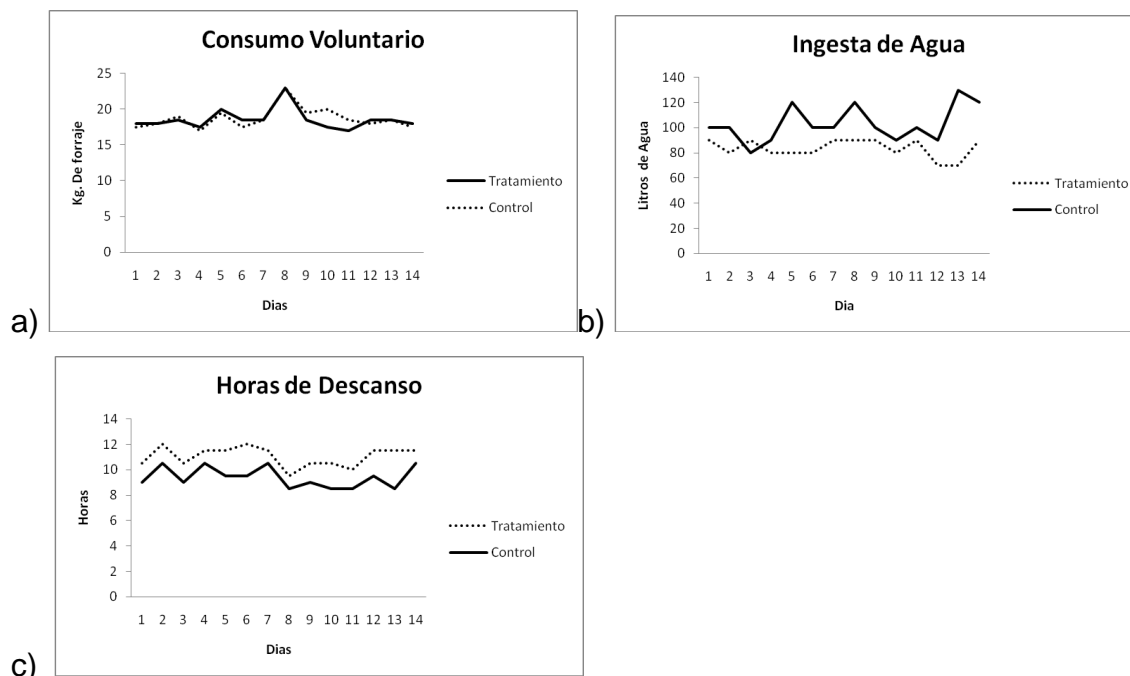 Consumo Voluntario
25
20
15
10
5
0
Kg. De forraje
1 2 3 4 5 6 7 8 9 10 11 12 13 14
Dias
Tratamiento
Control
a)
Ingesta de Agua
140
120
100
80
60
40
20
0
Litros de Agua
1 2 3 4 5 6 7 8 9 10 11 12 13 14
Dia
Tratamiento
Control
b)
Horas de Descanso
14
12
10
8
6
4
2
0
Horas
1 2 3 4 5 6 7 8 9 10 11 12 13 14
Dias
Tratamiento
Control
c)